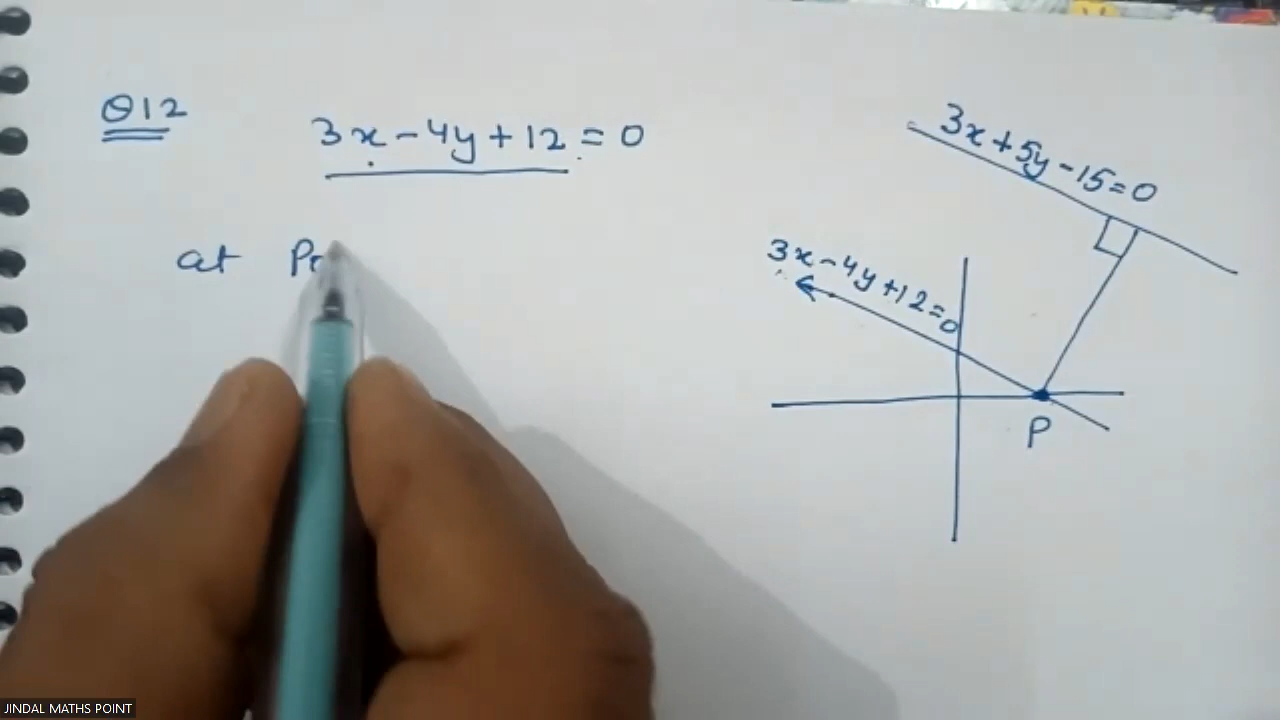 Q12
3x - 4y + 12 = 0
at
3x + 5y - 15 = 0
3x - 4y + 12 = 0
P
JINDAL MATHS POINT